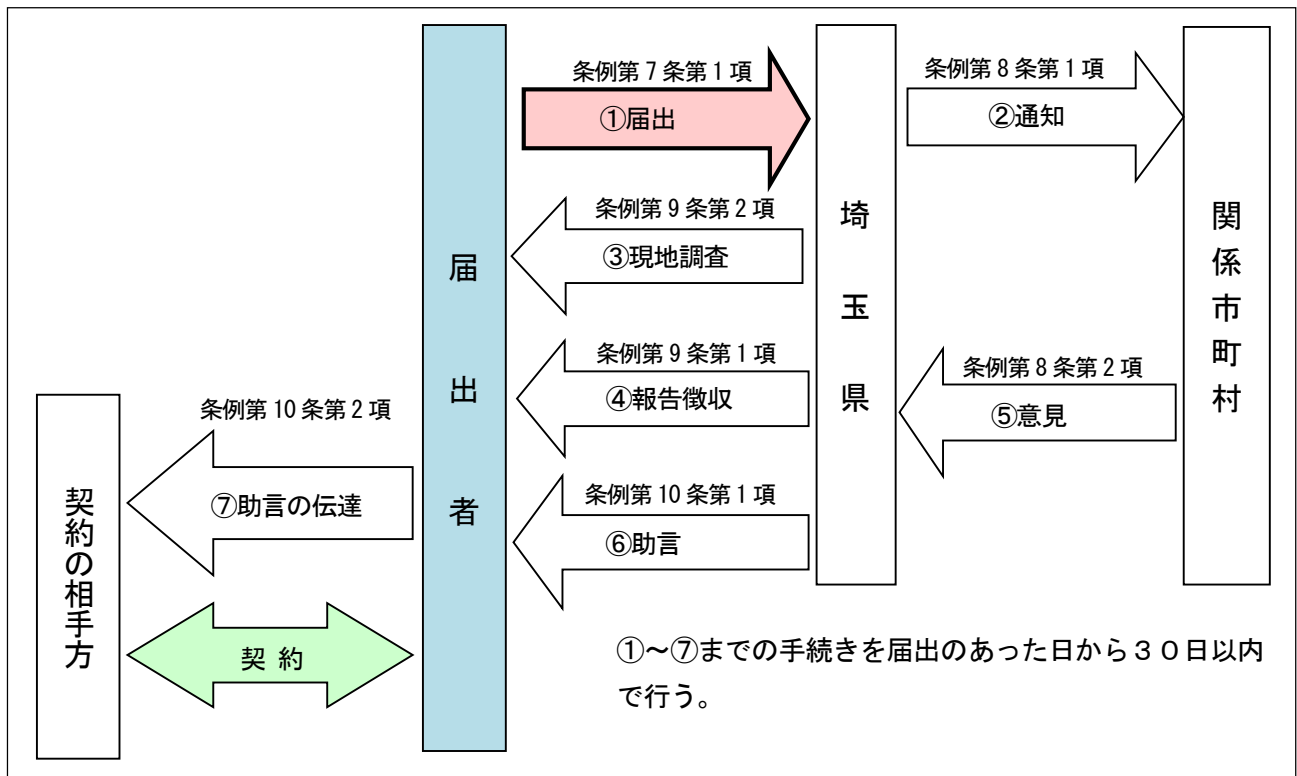 条例第7条第1項
①届出
条例第8条第1項
②通知
条例第9条第2項
③現地調査
条例第9条第1項
④報告徴収
条例第8条第2項
⑤意見
条例第10条第1項
⑥助言
条例第10条第2項
⑦助言の伝達
契約
契約の相手方
届出者
埼玉県
関係市町村
①～⑦までの手続きを届出のあった日から３０日以内
で行う。